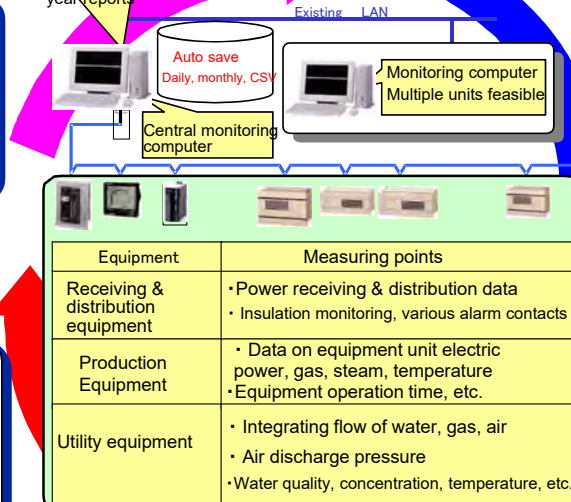 year reports
Existing LAN
Auto save
Daily, monthly, CSV
Monitoring computer
Multiple units feasible
Central monitoring
computer
Equipment
Measuring points
Receiving &
distribution
equipment
・Power receiving & distribution data
・Insulation monitoring, various alarm contacts
Production
Equipment
・Data on equipment unit electric
power, gas, steam, temperature
・Equipment operation time, etc.
Utility equipment
・Integrating flow of water, gas, air
・Air discharge pressure
・Water quality, concentration, temperature, etc.